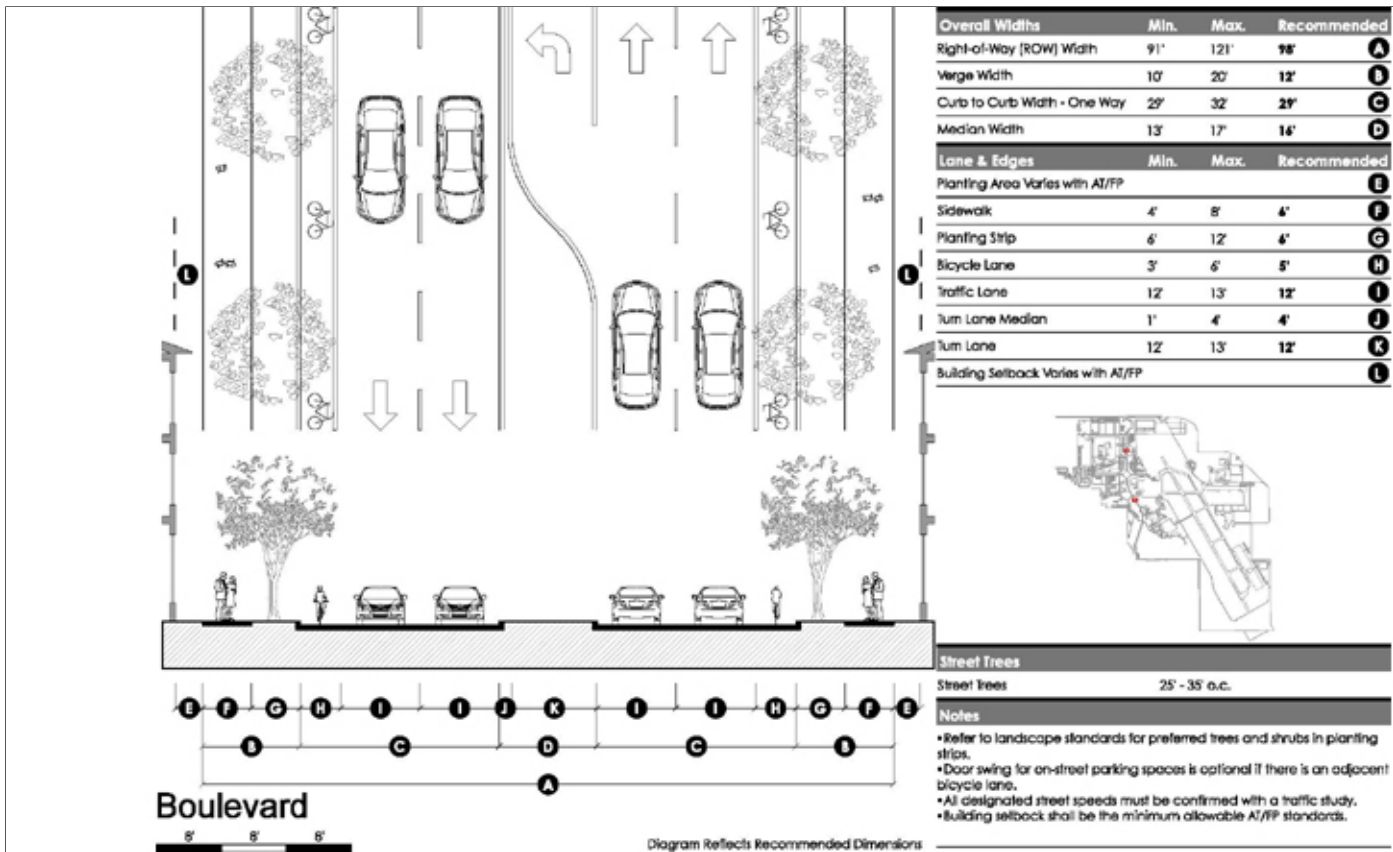 Overall Widths Min. Max. Recommended
Right-of-Way (ROW) Width 91' 121' 98' A
Verge Width 10' 20' 12' B
Curb to Curb Width - One Way 29' 32' 29' C
Median Width 13' 17' 16' D
Lane & Edges Min. Max. Recommended
Planting Area Varies with AT/FP E
Sidewalk 4' 8' 6' F
Planting Strip 6' 12' 6' G
Bicycle Lane 3' 6' 5' H
Traffic Lane 12' 13' 12' I
Turn Lane Median 1' 4' 4' J
Turn Lane 12' 13' 12' K
Building Setback Varies with AT/FP L
L L
Street Trees
Street Trees 25' - 35' o.c.
Notes
•Refer to landscape standards for preferred trees and shrubs in planting
strips.
•Door swing for on-street parking spaces is optional if there is an adjacent
bicycle lane.
•All designated street speeds must be confirmed with a traffic study.
•Building setback shall be the minimum allowable AT/FP standards.
E F G H I I J K I I H G F E
B C D C B
A
Boulevard
8' 8' 8'
Diagram Reflects Recommended Dimensions